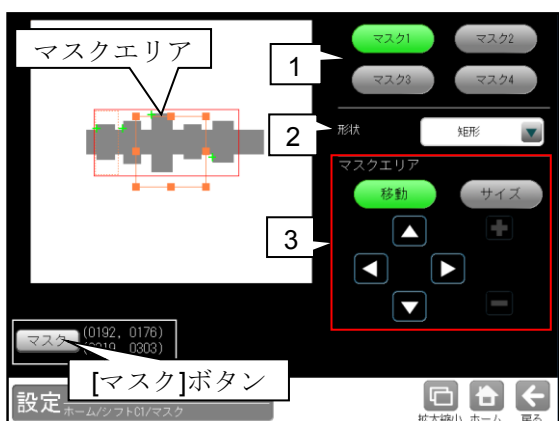 マスクエリア
1
マスク1
マスク2
マスク3
マスク4
2
形状
矩形
マスクエリア
移動
サイズ
3
マスク
(0192, 0176)
0303)
[マスク]ボタン
設定
ホーム/シフト01/マスク
拡大縮小
ホーム
戻る